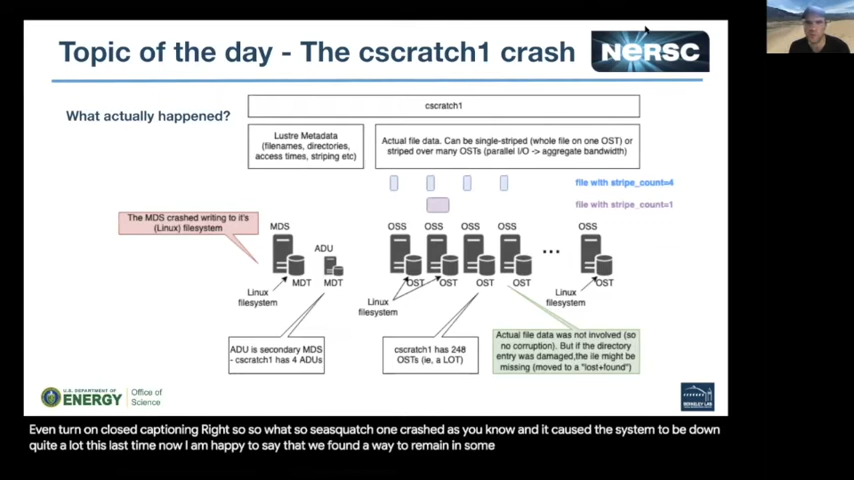 Topic of the day - The cscratch1 crash
NERSC
What actually happened?
cscratch1
Lustre Metadata
(filenames, directories,
access times, striping etc)
Actual file data. Can be single-striped (whole file on one OST) or
striped over many OSTs (parallel I/O -> aggregate bandwidth)
file with stripe_count=4
file with stripe_count=1
The MDS crashed writing to it's
(Linux) filesystem
MDS
ADU
OSS
OSS
OSS
OSS
OSS
...
MDT
MDT
OST
OST
OST
OST
OST
Linux
filesystem
Linux
filesystem
Linux
filesystem
ADU is secondary MDS
- cscratch1 has 4 ADUs
cscratch1 has 248
OSTs (ie, a LOT)
Actual file data was not involved (so
no corruption). But if the directory
entry was damaged,the ile might be
missing (moved to a "lost+found")
U.S. DEPARTMENT OF
ENERGY
Office of
Science
BERKELEY LAB
Even turn on closed captioning Right so so what so seasquatch one crashed as you know and it caused the system to be down
quite a lot this last time now I am happy to say that we found a way to remain in some